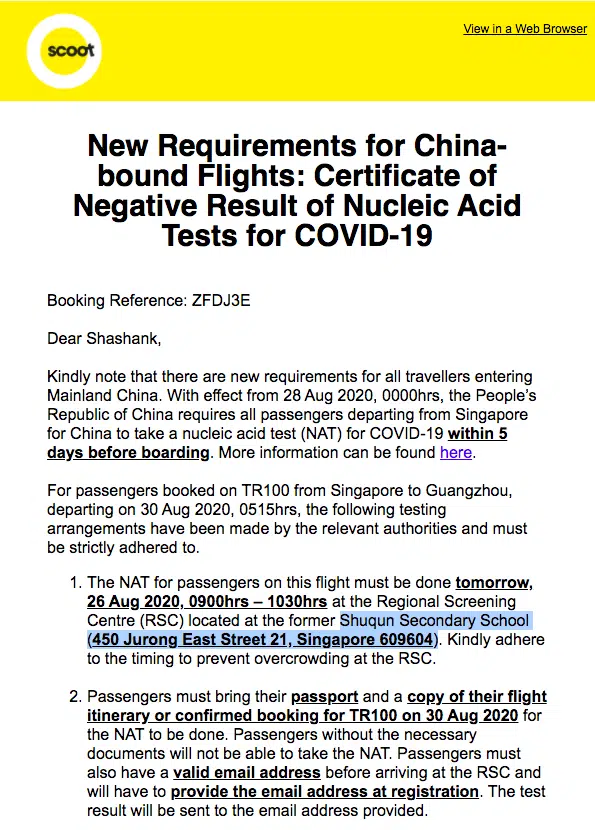 scoot
View in a Web Browser
New Requirements for China-
bound Flights: Certificate of
Negative Result of Nucleic Acid
Tests for COVID-19
Booking Reference: ZFDJ3E
Dear Shashank,
Kindly note that there are new requirements for all travellers entering
Mainland China. With effect from 28 Aug 2020, 0000hrs, the People’s
Republic of China requires all passengers departing from Singapore
for China to take a nucleic acid test (NAT) for COVID-19 within 5
days before boarding. More information can be found here.
For passengers booked on TR100 from Singapore to Guangzhou,
departing on 30 Aug 2020, 0515hrs, the following testing
arrangements have been made by the relevant authorities and must
be strictly adhered to.
1. The NAT for passengers on this flight must be done tomorrow,
26 Aug 2020, 0900hrs – 1030hrs at the Regional Screening
Centre (RSC) located at the former Shuqun Secondary School
(450 Jurong East Street 21, Singapore 609604). Kindly adhere
to the timing to prevent overcrowding at the RSC.
2. Passengers must bring their passport and a copy of their flight
itinerary or confirmed booking for TR100 on 30 Aug 2020 for
the NAT to be done. Passengers without the necessary
documents will not be able to take the NAT. Passengers must
also have a valid email address before arriving at the RSC and
will have to provide the email address at registration. The test
result will be sent to the email address provided.